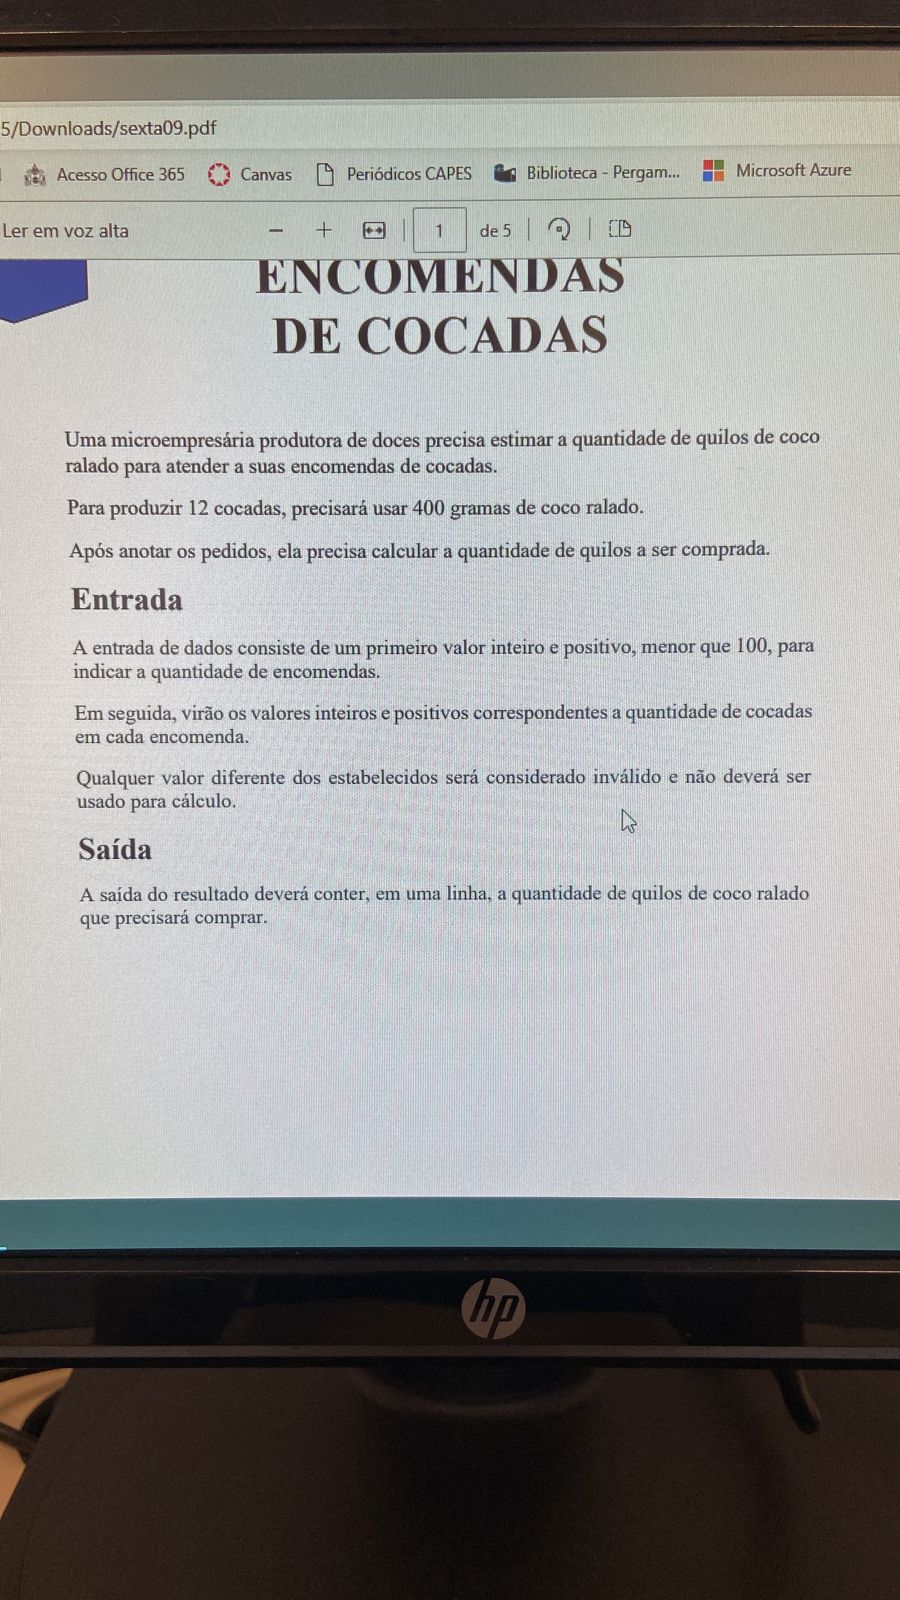 5/Downloads/sexta09.pdf
Acesso Office 365 Canvas Periódicos CAPES Biblioteca - Pergam... Microsoft Azure
Ler em voz alta − + 1 de 5
ENCOMENDAS
DE COCADAS
Uma microempresária produtora de doces precisa estimar a quantidade de quilos de coco
ralado para atender a suas encomendas de cocadas.
Para produzir 12 cocadas, precisará usar 400 gramas de coco ralado.
Após anotar os pedidos, ela precisa calcular a quantidade de quilos a ser comprada.
Entrada
A entrada de dados consiste de um primeiro valor inteiro e positivo, menor que 100, para
indicar a quantidade de encomendas.
Em seguida, virão os valores inteiros e positivos correspondentes a quantidade de cocadas
em cada encomenda.
Qualquer valor diferente dos estabelecidos será considerado inválido e não deverá ser
usado para cálculo.
Saída
A saída do resultado deverá conter, em uma linha, a quantidade de quilos de coco ralado
que precisará comprar.
hp